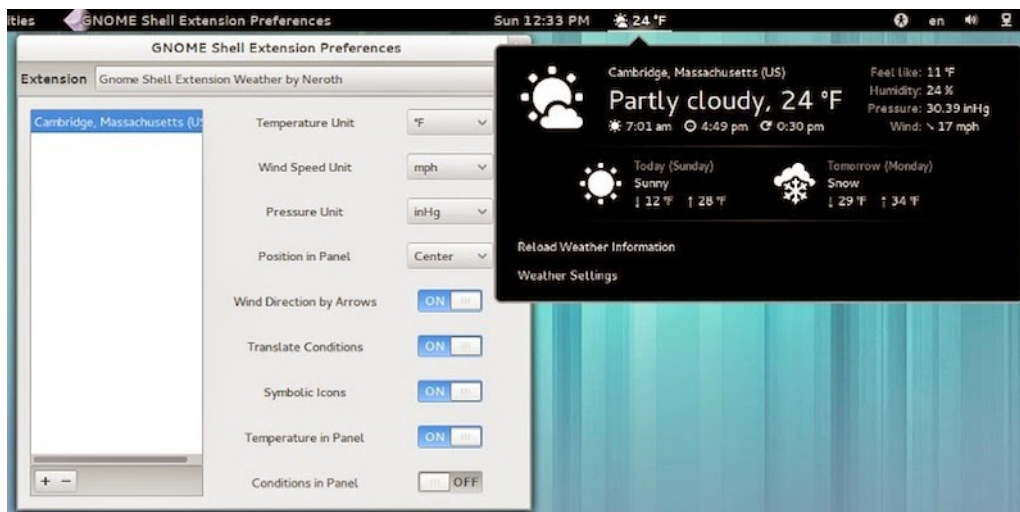 ities GNOME Shell Extension Preferences Sun 12:33 PM 24 °F en
GNOME Shell Extension Preferences
Extension Gnome Shell Extension Weather by Neroth
Cambridge, Massachusetts (US
Temperature Unit °F
Wind Speed Unit mph
Pressure Unit inHg
Position in Panel Center
Wind Direction by Arrows ON
Translate Conditions ON
Symbolic Icons ON
Temperature in Panel ON
Conditions in Panel OFF
+ −
Cambridge, Massachusetts (US)
Partly cloudy, 24 °F
7:01 am 4:49 pm 0:30 pm
Feel like: 11 °F
Humidity: 24 %
Pressure: 30.39 inHg
Wind: ↘ 17 mph
Today (Sunday)
Sunny
↓ 12 °F ↑ 28 °F
Tomorrow (Monday)
Snow
↓ 29 °F ↑ 34 °F
Reload Weather Information
Weather Settings